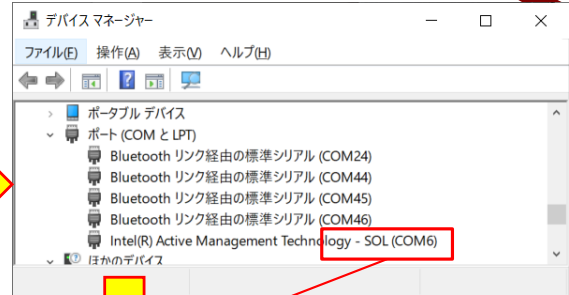 デバイス マネージャー
ファイル(F) 操作(A) 表示(V) ヘルプ(H)
ポータブル デバイス
ポート (COM と LPT)
Bluetooth リンク経由の標準シリアル (COM24)
Bluetooth リンク経由の標準シリアル (COM44)
Bluetooth リンク経由の標準シリアル (COM45)
Bluetooth リンク経由の標準シリアル (COM46)
Intel(R) Active Management Technology - SOL (COM6)
ほかのデバイス